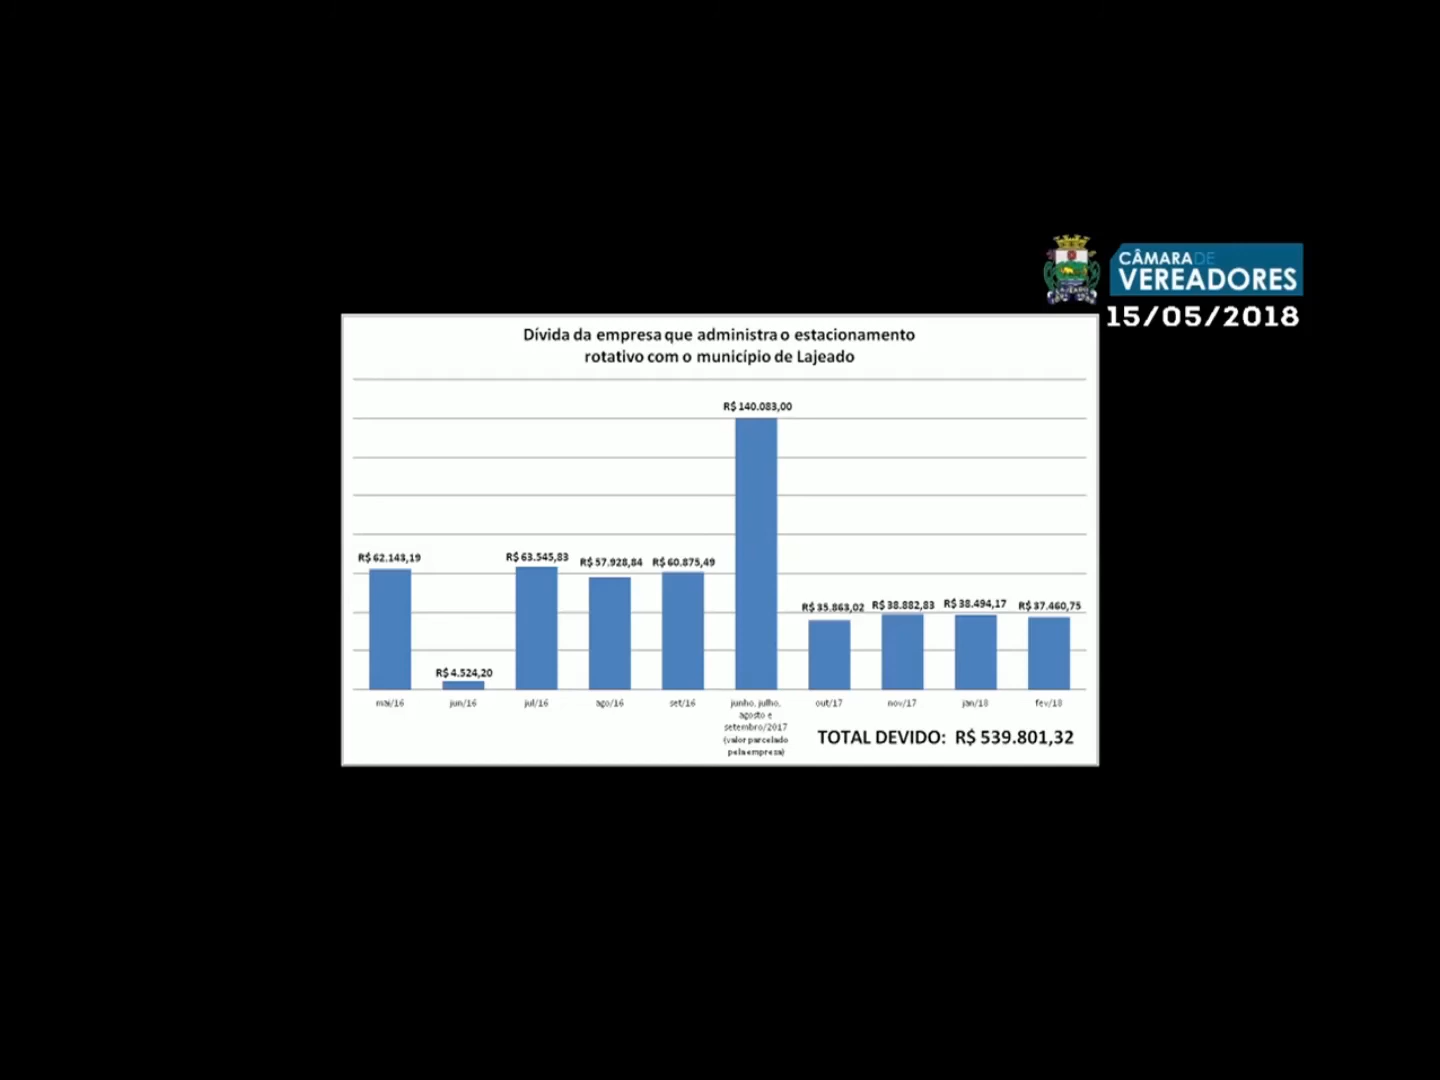 CÂMARA DE
VEREADORES
15/05/2018
Dívida da empresa que administra o estacionamento
rotativo com o município de Lajeado
R$ 140.083,00
R$ 62.143,19
R$ 63.545,83
R$ 57.928,84
R$ 60.875,49
R$ 4.524,20
R$ 35.863,02
R$ 38.882,83
R$ 38.494,17
R$ 37.460,75
mai/16
jun/16
jul/16
ago/16
set/16
junho, julho,
agosto e
setembro/2017
(valor parcelado
pela empresa)
out/17
nov/17
jan/18
fev/18
TOTAL DEVIDO: R$ 539.801,32